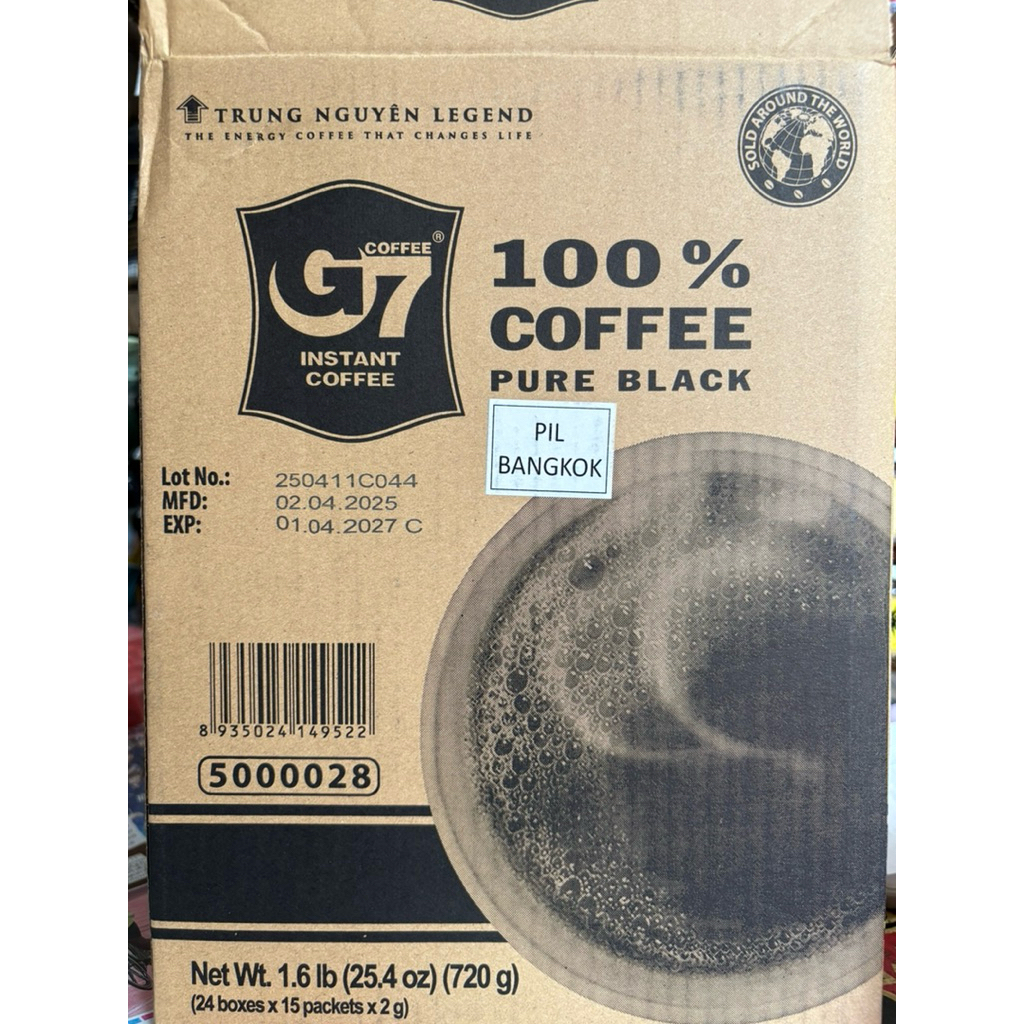 TRUNG NGUYÊN LEGEND
THE ENERGY COFFEE THAT CHANGES LIFE
SOLD AROUND THE WORLD
COFFEE ®
G7
INSTANT
COFFEE
100 %
COFFEE
PURE BLACK
PIL
BANGKOK
Lot No.: 250411C044
MFD: 02.04.2025
EXP: 01.04.2027 C
8 935024 149522
5000028
Net Wt. 1.6 lb (25.4 oz) (720 g)
(24 boxes x 15 packets x 2 g)